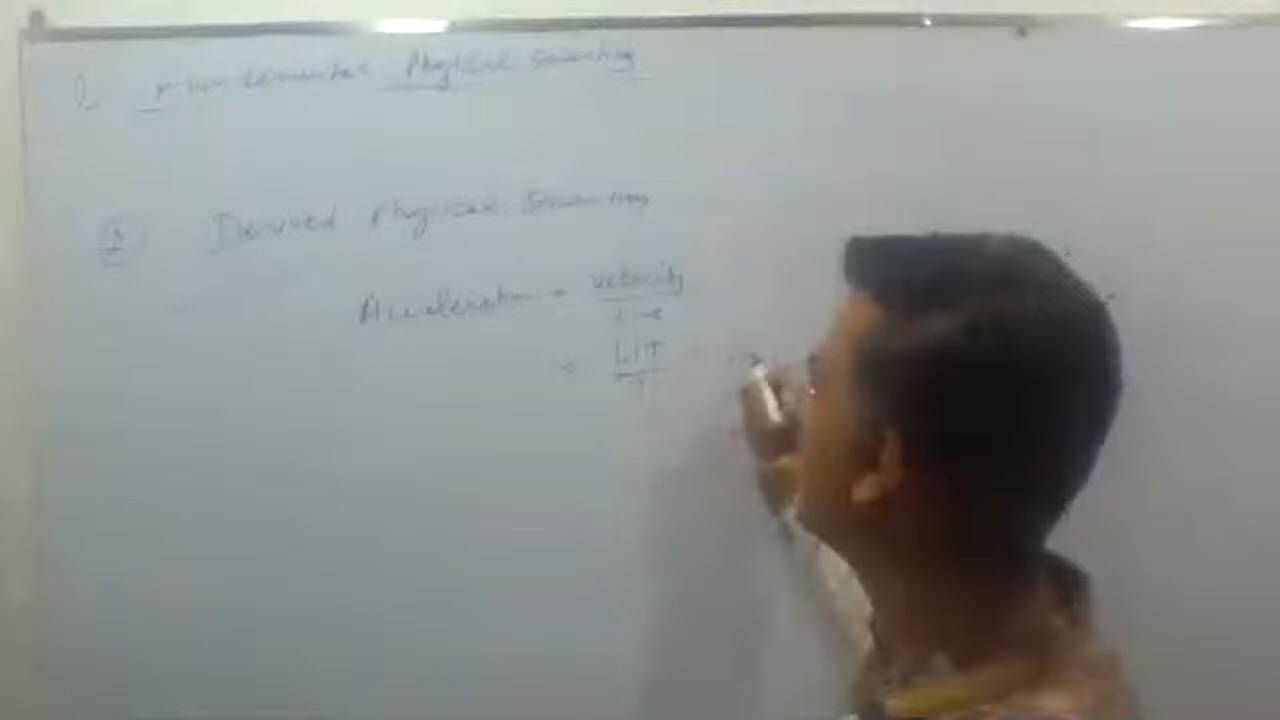 1) Fundamental Physical Quantity
2) Derived Physical Quantity
Acceleration = velocity
time
= L/T
T